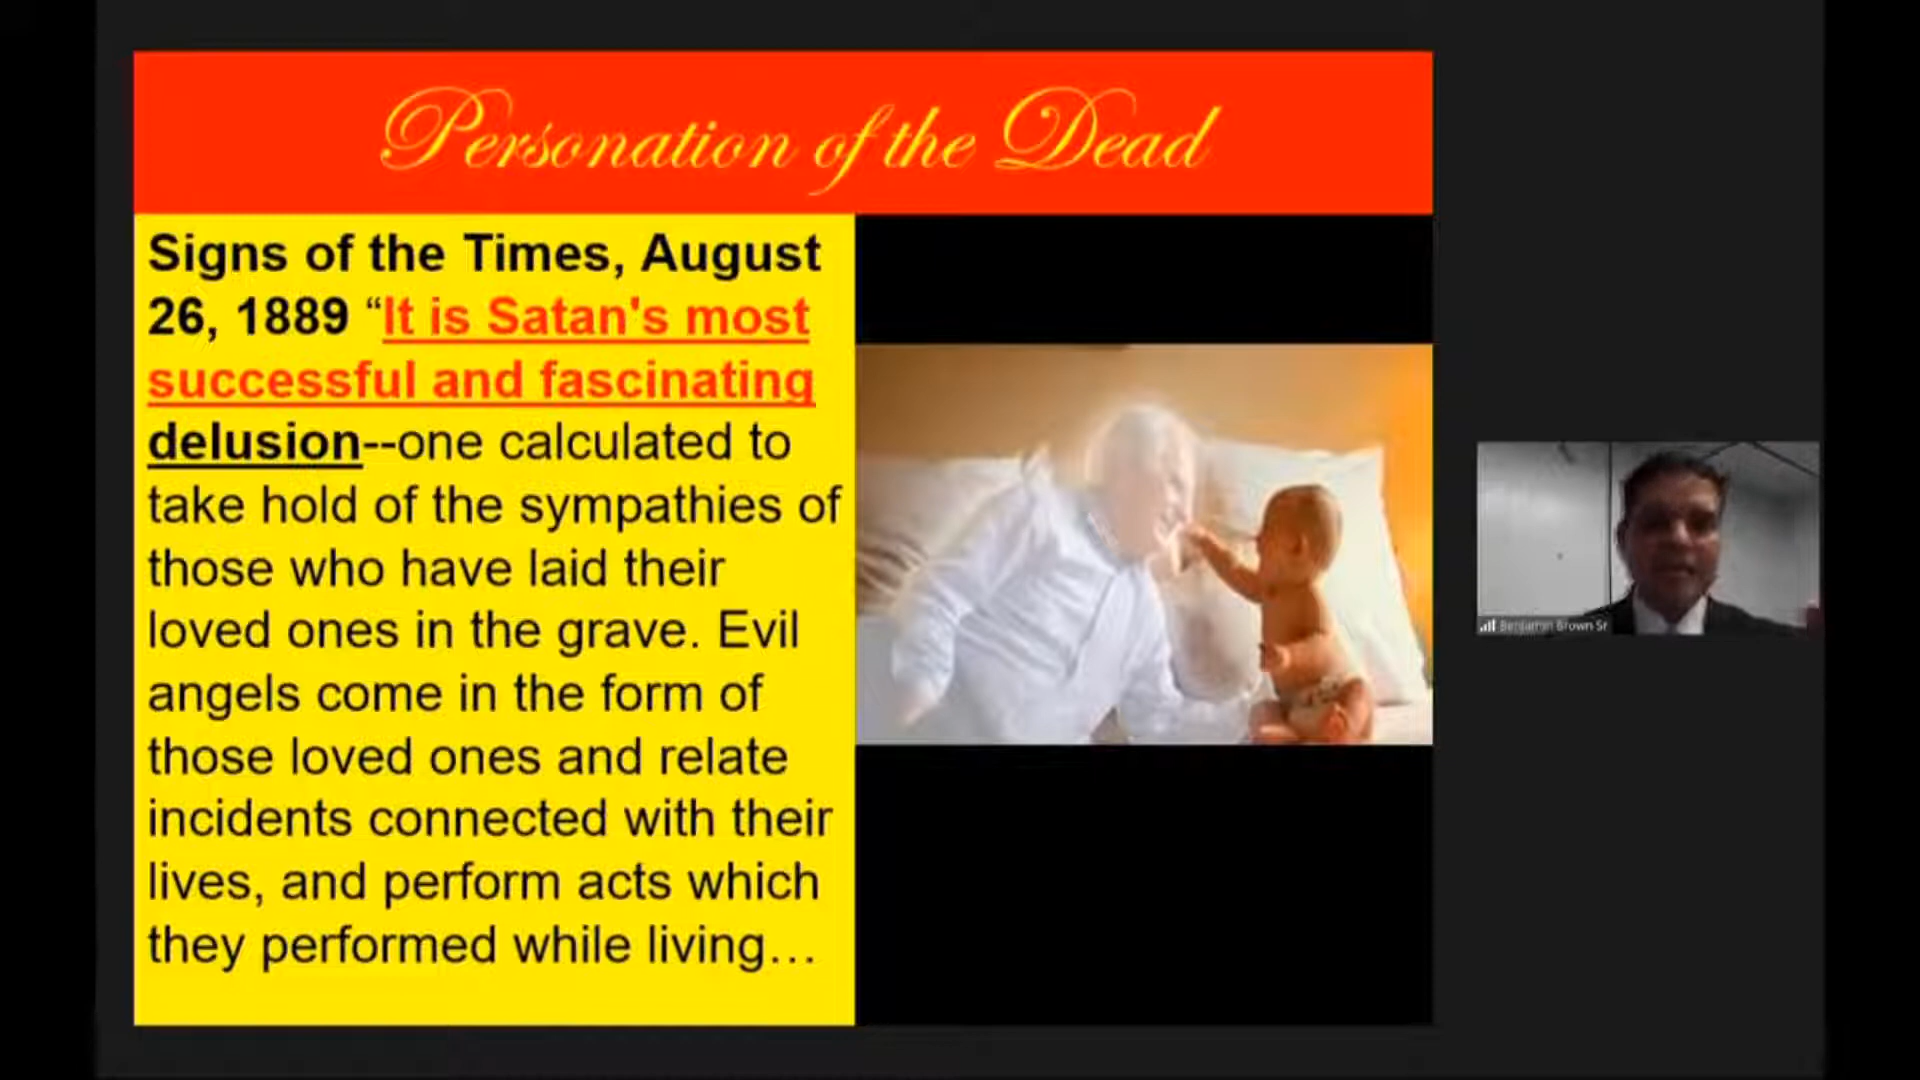 Personation of the Dead
Signs of the Times, August
26, 1889 “It is Satan's most
successful and fascinating
delusion--one calculated to
take hold of the sympathies of
those who have laid their
loved ones in the grave. Evil
angels come in the form of
those loved ones and relate
incidents connected with their
lives, and perform acts which
they performed while living…
Benjamin Brown Sr